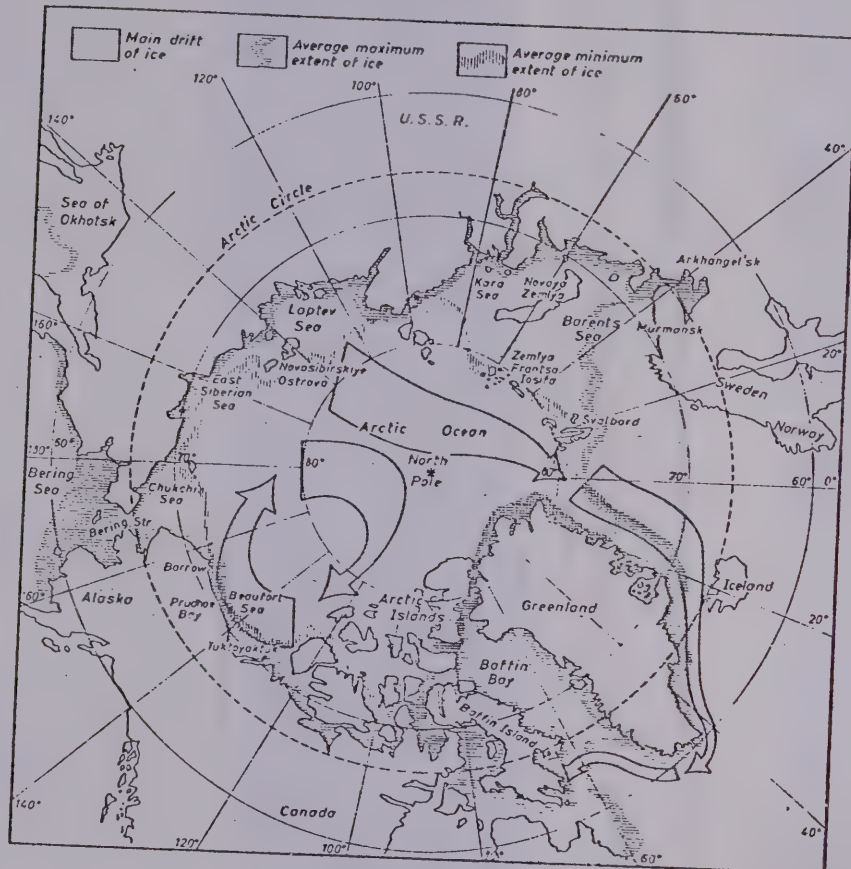 Main drift
of ice
Average maximum
extent of ice
Average minimum
extent of ice
120°
100°
80°
60°
U.S.S.R.
140°
40°
Sea of
Okhotsk
Arctic Circle
Arkhangel'sk
Kara
Sea
Novaya
Zemlya
Laptev
Sea
Barents
Sea
Murmansk
160°
20°
Zemlya
Frantsa
Iosifa
Novosibirskiye
Ostrova
East
Siberian
Sea
Sweden
Svalbard
Norway
Arctic Ocean
North
Pole
60°
70°
80°
80°
70°
60°
0°
Bering
Sea
Chukchi
Sea
Bering Str.
Barrow
Iceland
Alaska
Prudhoe
Bay
Beaufort
Sea
Arctic
Islands
Greenland
60°
20°
Tuktoyaktuk
Baffin
Bay
Baffin Island
Canada
140°
120°
100°
60°
40°